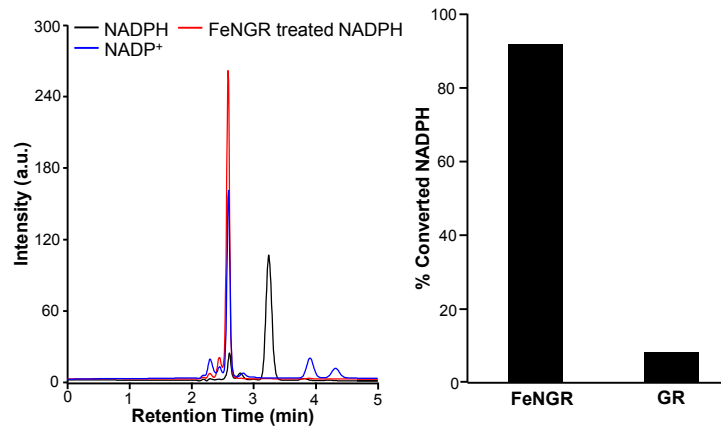 NADPH
FeNGR treated NADPH
NADP⁺
300
240
180
120
60
0
Intensity (a.u.)
0 1 2 3 4 5
Retention Time (min)
100
80
60
40
20
0
% Converted NADPH
FeNGR GR